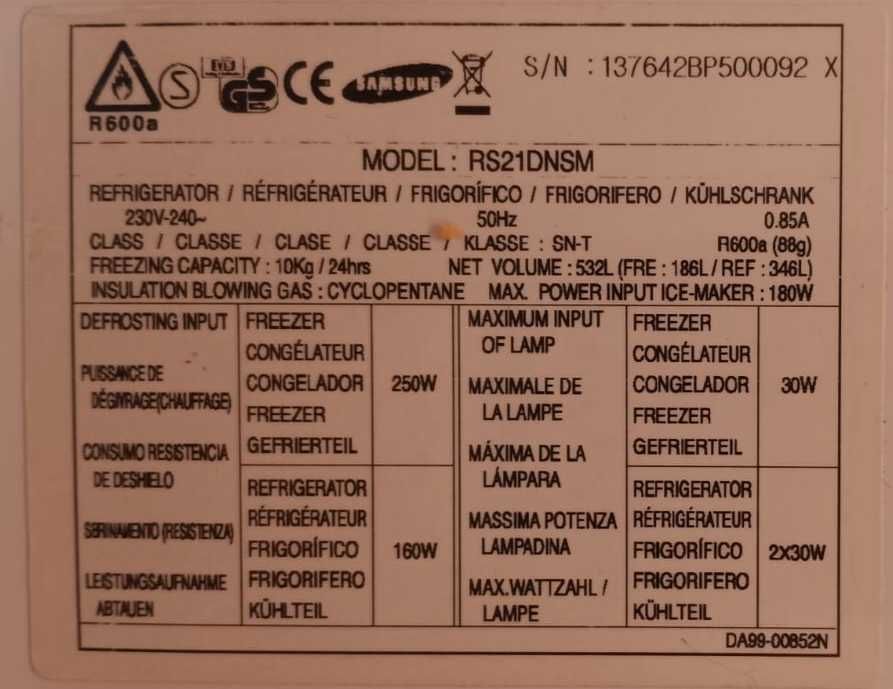 R600a
S
GS
CE
SAMSUNG
S/N : 137642BP500092 X
MODEL : RS21DNSM
REFRIGERATOR / RÉFRIGÉRATEUR / FRIGORÍFICO / FRIGORIFERO / KÜHLSCHRANK
230V-240~ 50Hz 0.85A
CLASS / CLASSE / CLASE / CLASSE / KLASSE : SN-T R600a (88g)
FREEZING CAPACITY : 10Kg / 24hrs NET VOLUME : 532L (FRE : 186L / REF : 346L)
INSULATION BLOWING GAS : CYCLOPENTANE MAX. POWER INPUT ICE-MAKER : 180W
DEFROSTING INPUT
PUISSANCE DE
DÉGIVRAGE(CHAUFFAGE)
CONSUMO RESISTENCIA
DE DESHIELO
SBRINAMENTO (RESISTENZA)
LEISTUNGSAUFNAHME
ABTAUEN
FREEZER
CONGÉLATEUR
CONGELADOR
FREEZER
GEFRIERTEIL
250W
REFRIGERATOR
RÉFRIGÉRATEUR
FRIGORÍFICO
FRIGORIFERO
KÜHLTEIL
160W
MAXIMUM INPUT
OF LAMP
MAXIMALE DE
LA LAMPE
MÁXIMA DE LA
LÁMPARA
MASSIMA POTENZA
LAMPADINA
MAX.WATTZAHL /
LAMPE
FREEZER
CONGÉLATEUR
CONGELADOR
FREEZER
GEFRIERTEIL
30W
REFRIGERATOR
RÉFRIGÉRATEUR
FRIGORÍFICO
FRIGORIFERO
KÜHLTEIL
2X30W
DA99-00852N